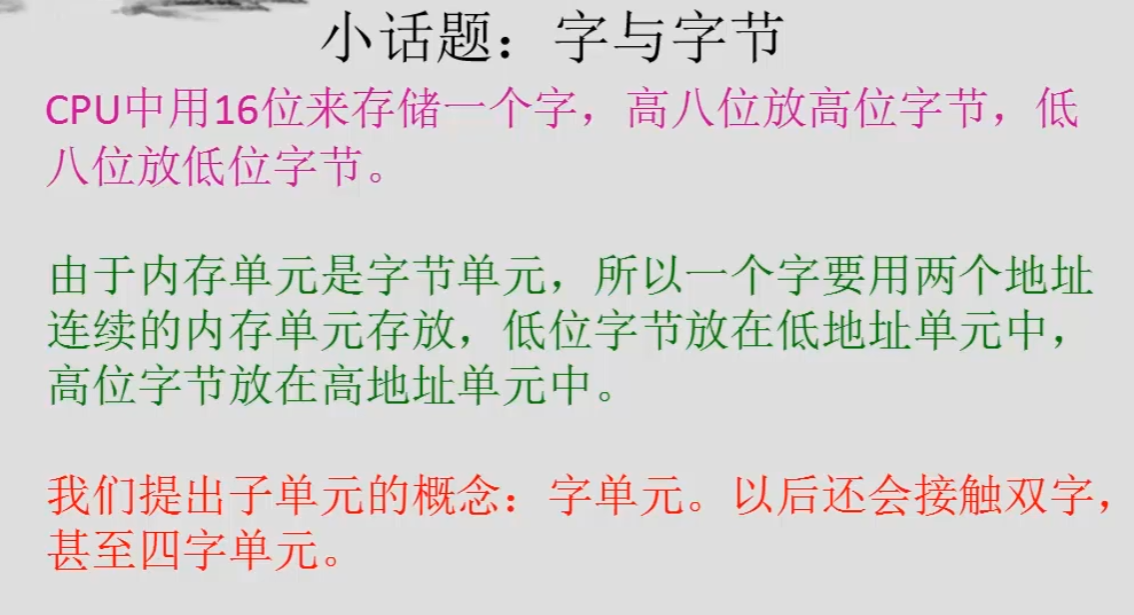 小话题：字与字节
CPU中用16位来存储一个字，高八位放高位字节，低
八位放低位字节。
由于内存单元是字节单元，所以一个字要用两个地址
连续的内存单元存放，低位字节放在低地址单元中，
高位字节放在高地址单元中。
我们提出子单元的概念：字单元。以后还会接触双字，
甚至四字单元。